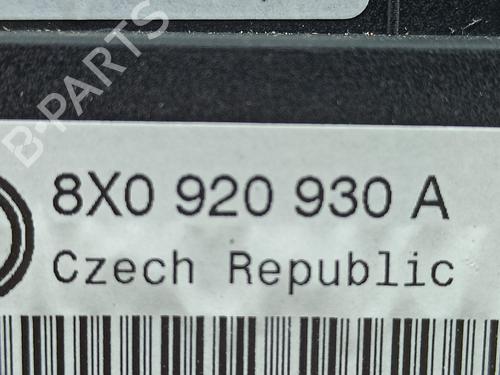 B-PARTS
8X0 920 930 A
Czech Republic